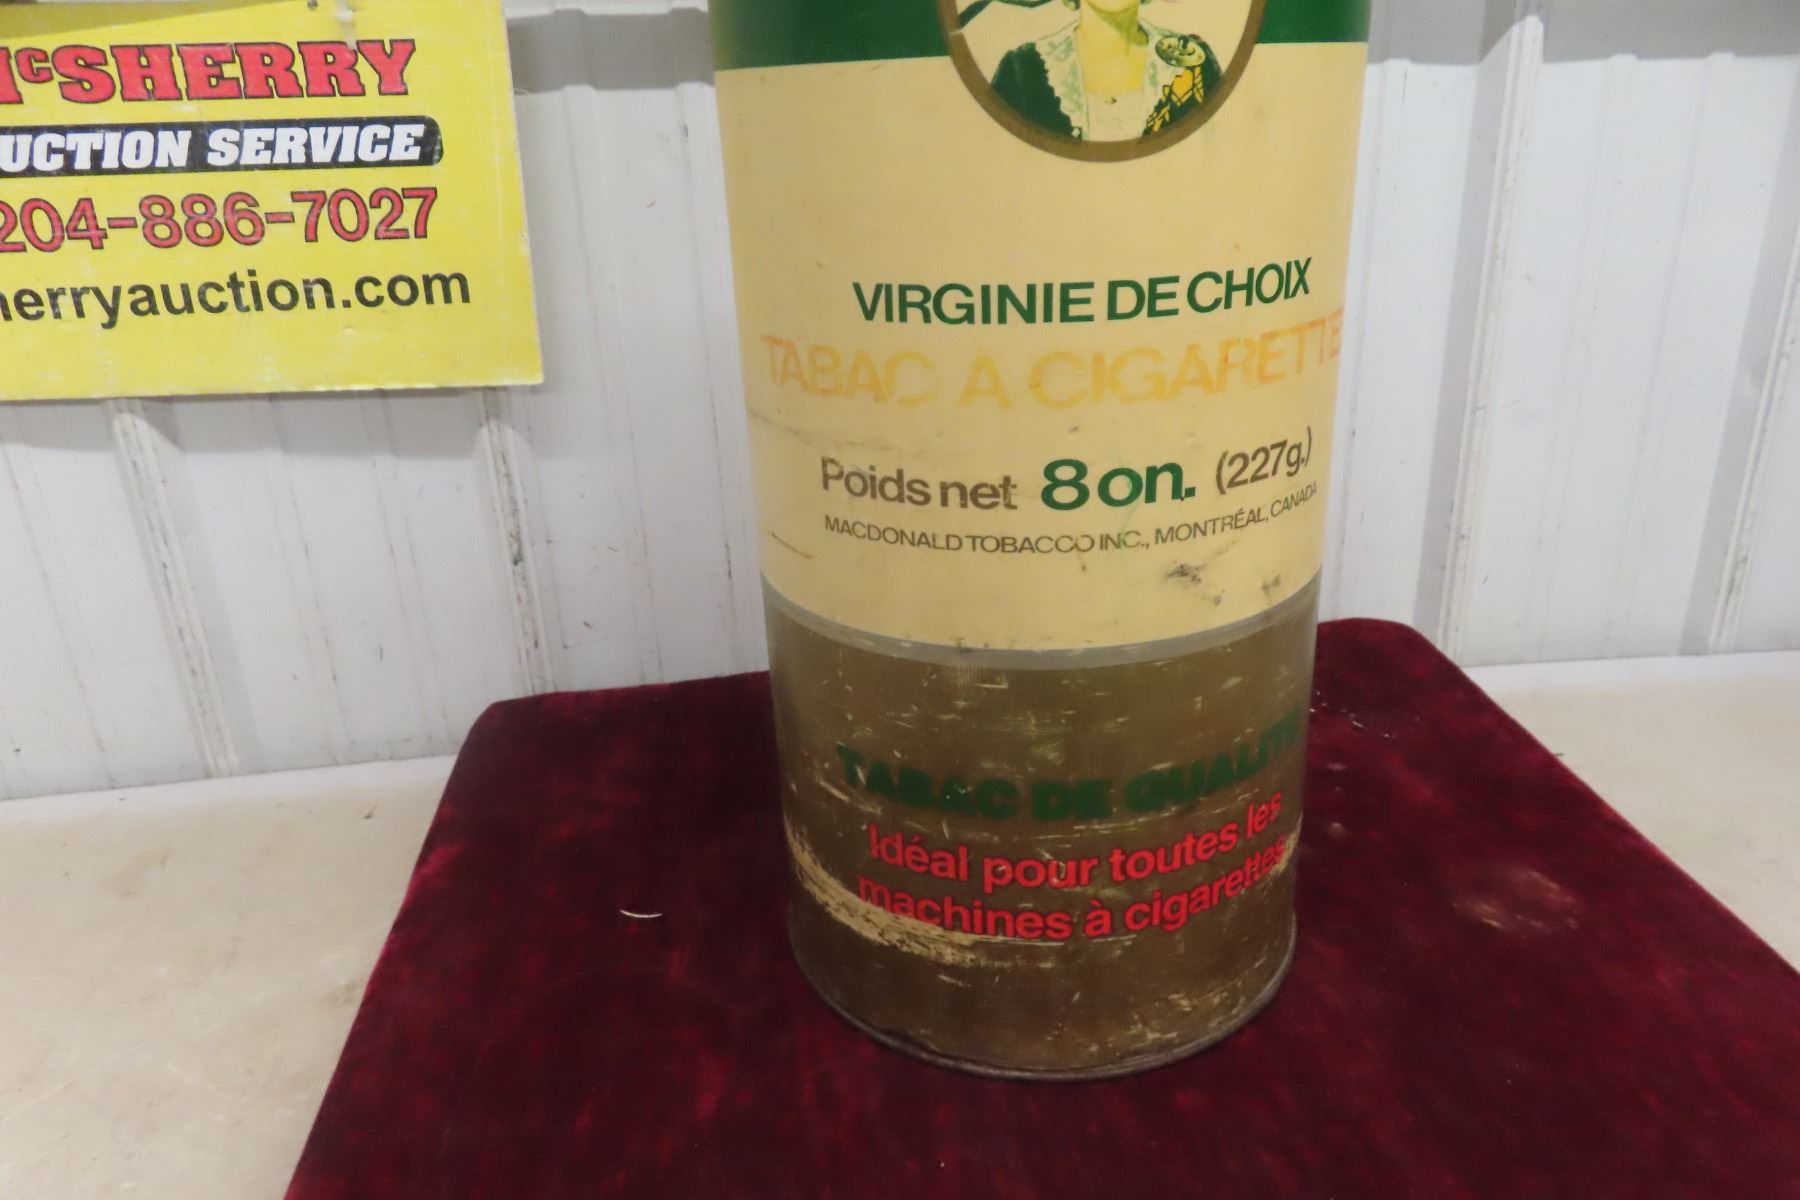 McSHERRY
UCTION SERVICE
204-886-7027
herryauction.com
VIRGINIE DE CHOIX
TABAC À CIGARETTE
Poids net 8 on. (227g.)
MACDONALD TOBACCO INC., MONTRÉAL, CANADA
TABAC DE QUALITÉ
Idéal pour toutes les
machines à cigarettes